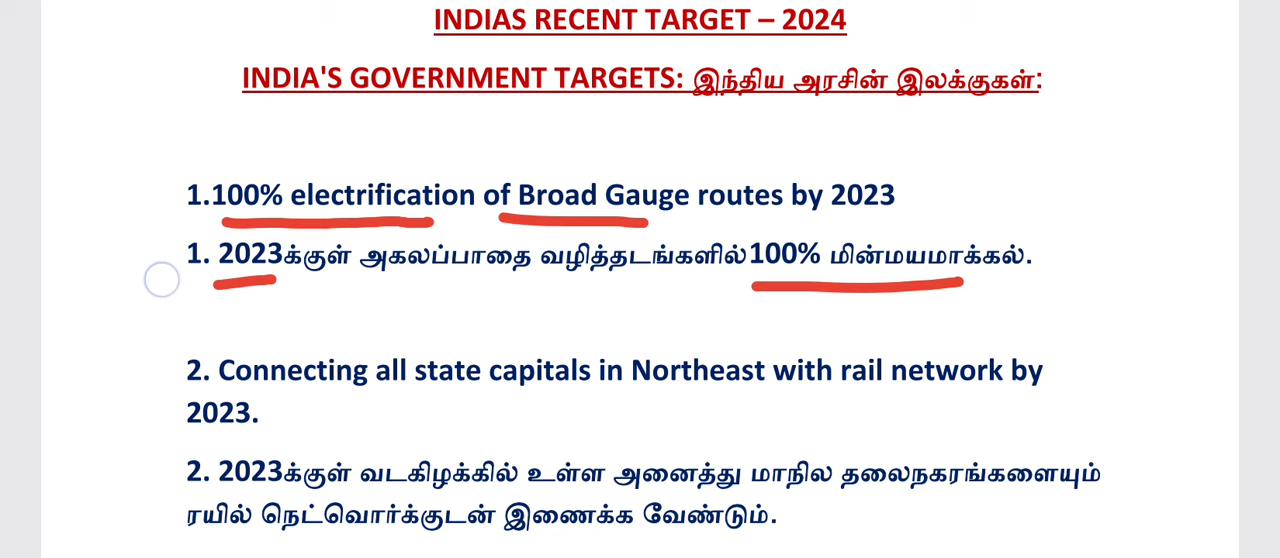 INDIAS RECENT TARGET – 2024
INDIA'S GOVERNMENT TARGETS: இந்திய அரசின் இலக்குகள்:
1.100% electrification of Broad Gauge routes by 2023
1. 2023க்குள் அகலப்பாதை வழித்தடங்களில்100% மின்மயமாக்கல்.
2. Connecting all state capitals in Northeast with rail network by
2023.
2. 2023க்குள் வடகிழக்கில் உள்ள அனைத்து மாநில தலைநகரங்களையும்
ரயில் நெட்வொர்க்குடன் இணைக்க வேண்டும்.